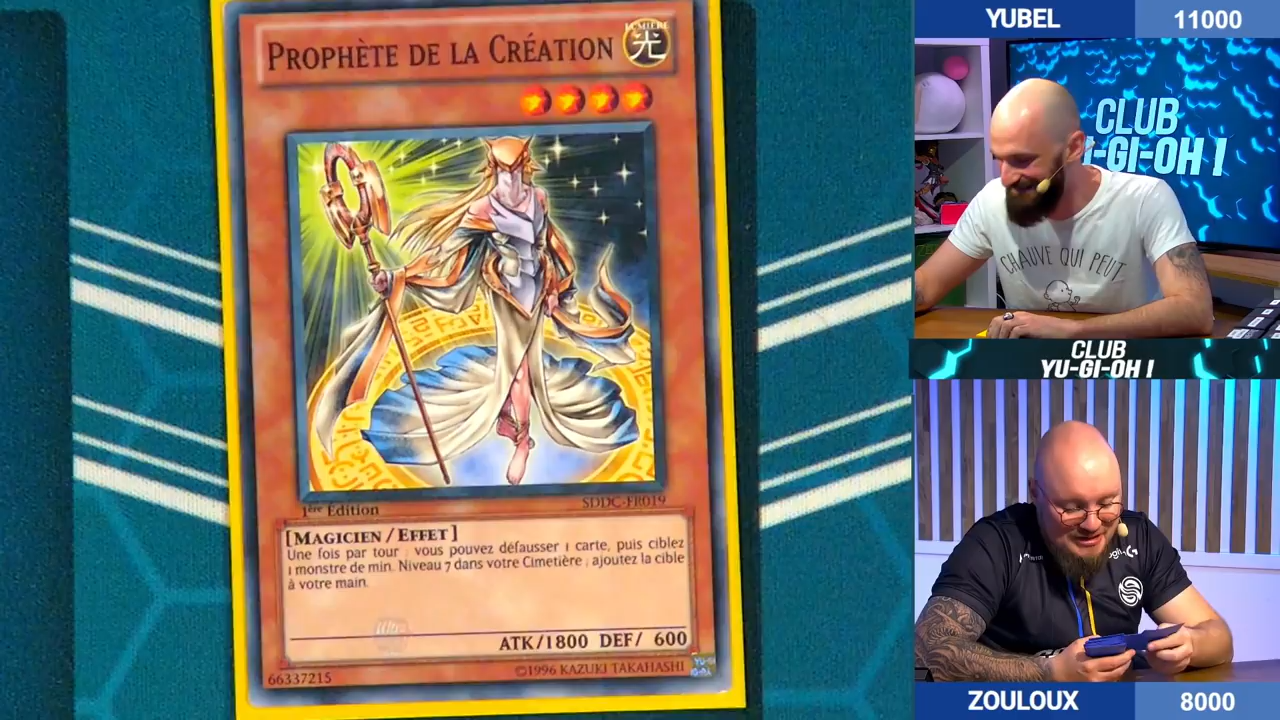 PROPHÈTE DE LA CRÉATION
LUMIÈRE
光
SDDC-FR019
1ère Édition
[MAGICIEN / EFFET]
Une fois par tour : vous pouvez défausser 1 carte, puis ciblez
1 monstre de min. Niveau 7 dans votre Cimetière ; ajoutez la cible
à votre main.
ATK/1800 DEF/ 600
66337215
©1996 KAZUKI TAKAHASHI
YUBEL
11000
CLUB
YU-GI-OH !
CHAUVE QUI PEUT
CLUB
YU-GI-OH !
ZOULOUX
8000